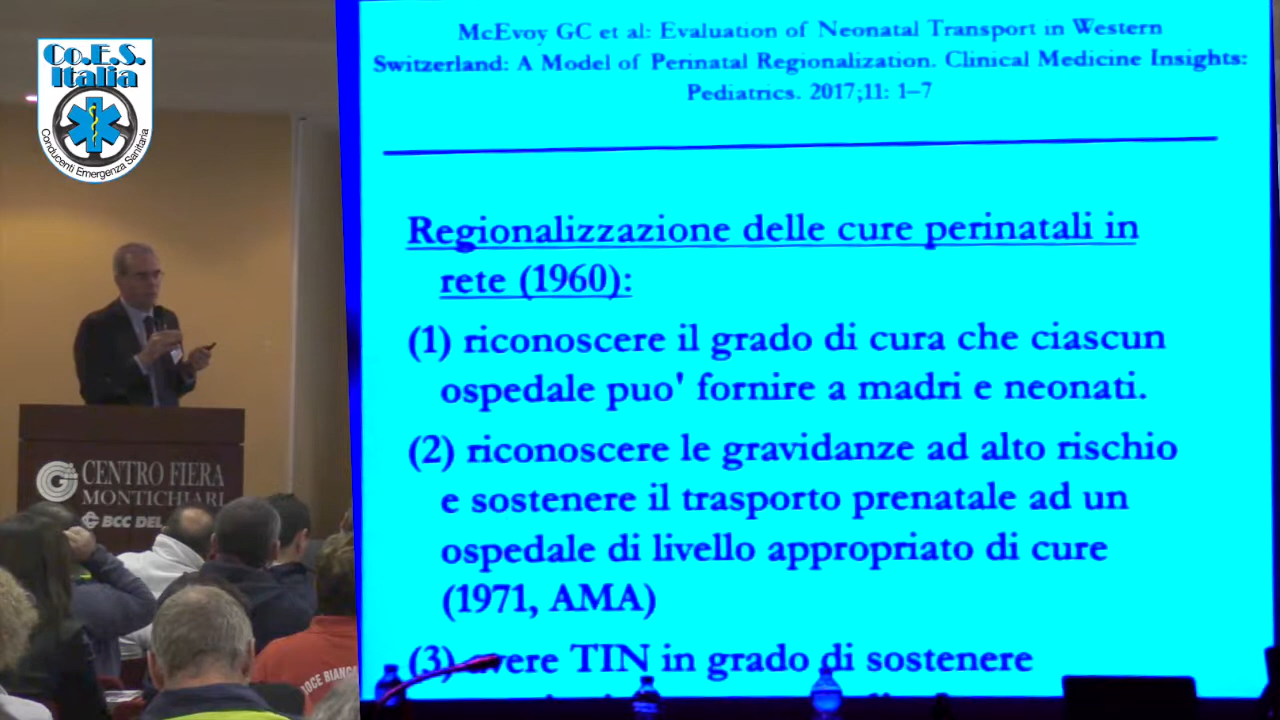 Co.E.S.
Italia
Conducenti Emergenza Sanitaria
McEvoy GC et al: Evaluation of Neonatal Transport in Western
Switzerland: A Model of Perinatal Regionalization. Clinical Medicine Insights:
Pediatrics. 2017;11: 1–7
Regionalizzazione delle cure perinatali in
rete (1960):
(1) riconoscere il grado di cura che ciascun
ospedale puo' fornire a madri e neonati.
(2) riconoscere le gravidanze ad alto rischio
e sostenere il trasporto prenatale ad un
ospedale di livello appropriato di cure
(1971, AMA)
(3) avere TIN in grado di sostenere
CENTRO FIERA
MONTICHIARI
BCC DEL